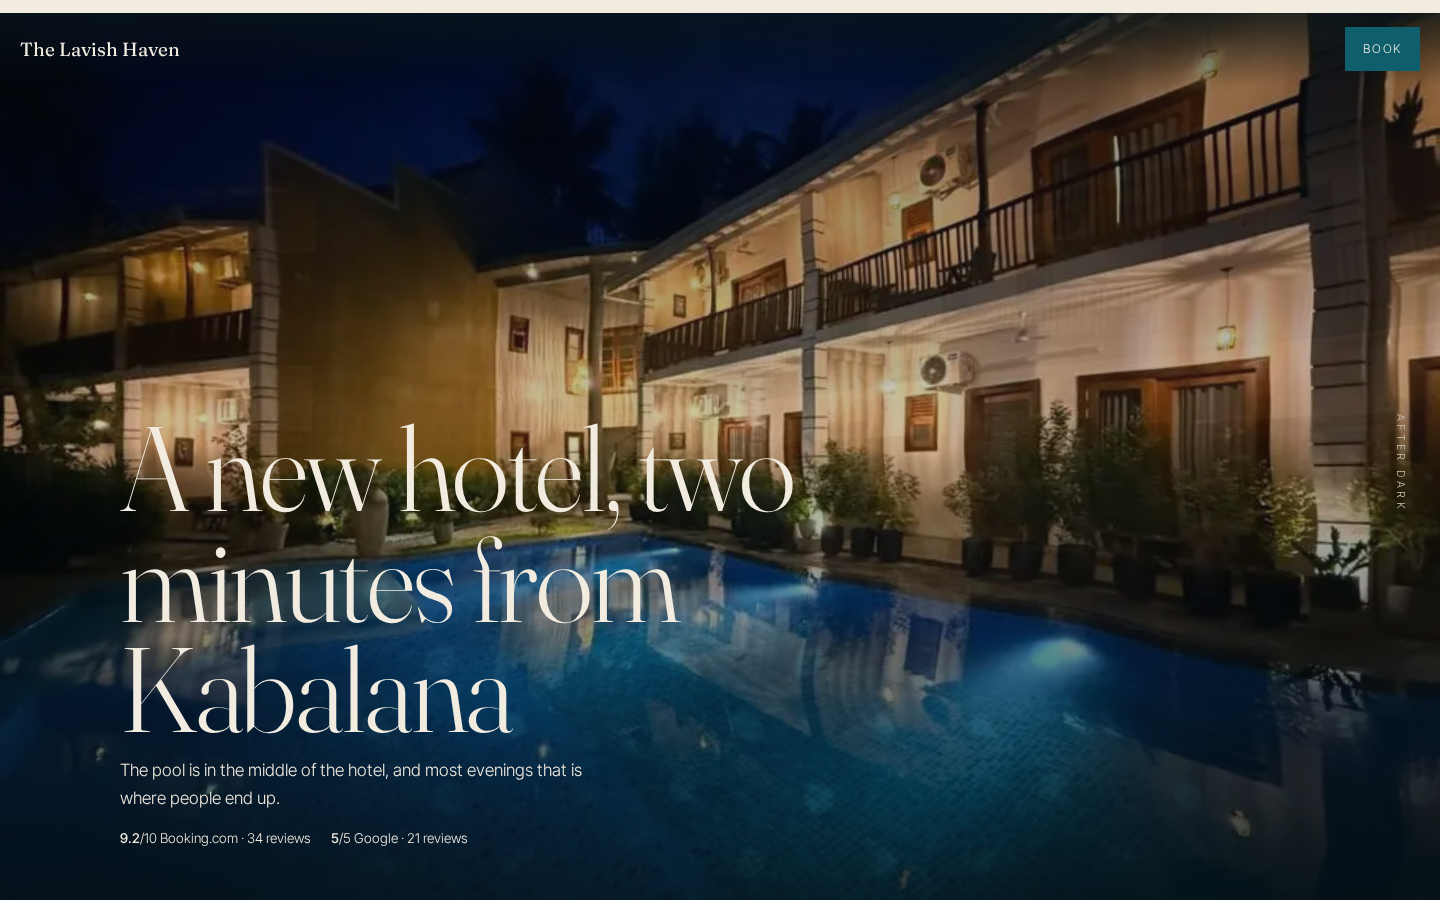 The Lavish Haven
BOOK
AFTER DARK
A new hotel, two
minutes from
Kabalana
The pool is in the middle of the hotel, and most evenings that is
where people end up.
9.2/10 Booking.com · 34 reviews 5/5 Google · 21 reviews